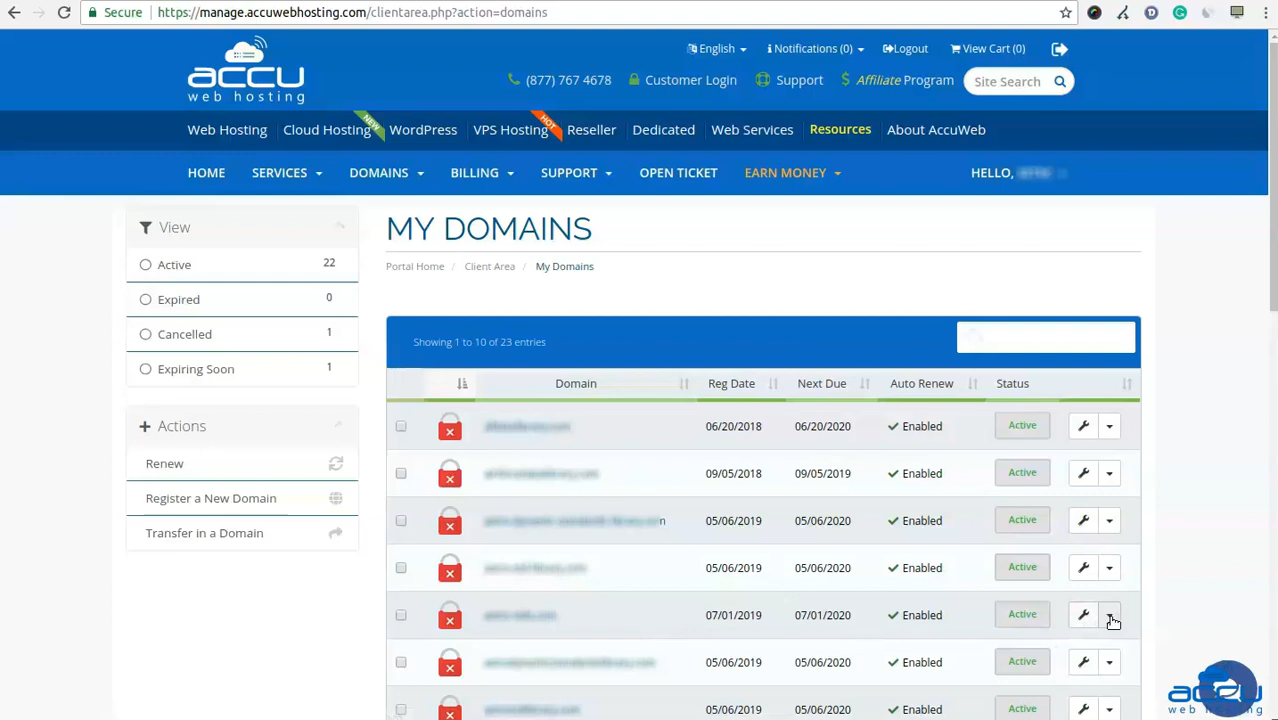 Secure https://manage.accuwebhosting.com/clientarea.php?action=domains
English Notifications (0) Logout View Cart (0)
accu
web hosting
(877) 767 4678 Customer Login Support Affiliate Program Site Search
NEW HOT
Web Hosting Cloud Hosting WordPress VPS Hosting Reseller Dedicated Web Services Resources About AccuWeb
HOME SERVICES DOMAINS BILLING SUPPORT OPEN TICKET EARN MONEY HELLO,
View
Active 22
Expired 0
Cancelled 1
Expiring Soon 1
Actions
Renew
Register a New Domain
Transfer in a Domain
MY DOMAINS
Portal Home / Client Area / My Domains
Showing 1 to 10 of 23 entries
Domain Reg Date Next Due Auto Renew Status
06/20/2018 06/20/2020 Enabled Active
09/05/2018 09/05/2019 Enabled Active
05/06/2019 05/06/2020 Enabled Active
05/06/2019 05/06/2020 Enabled Active
07/01/2019 07/01/2020 Enabled Active
05/06/2019 05/06/2020 Enabled Active
05/06/2019 05/06/2020 Enabled Active
accu
web hosting